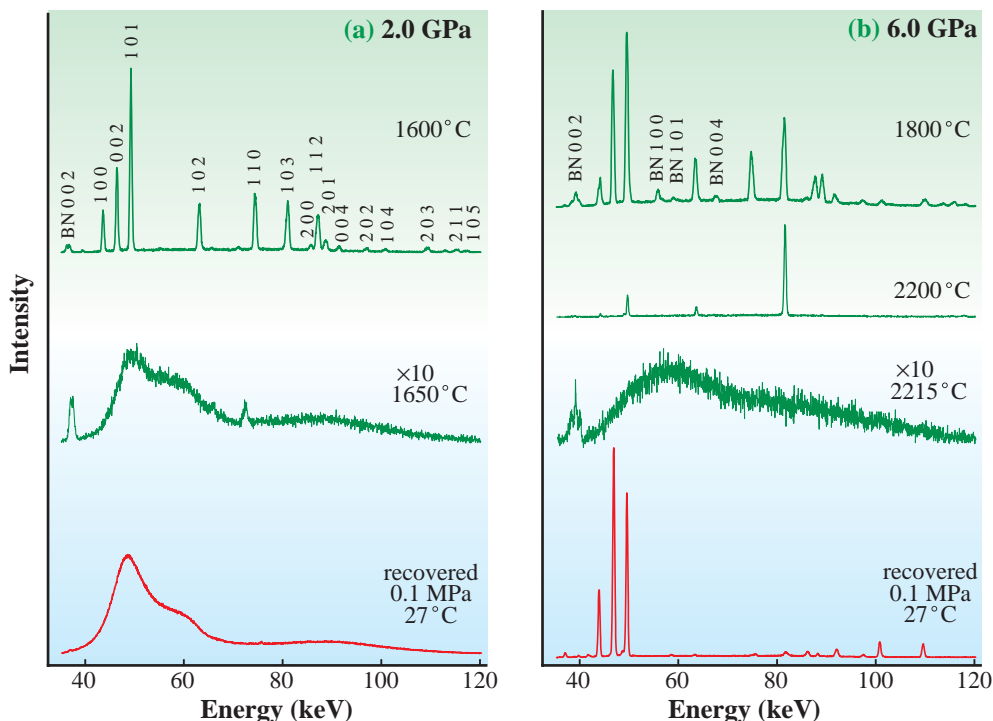 Intensity
(a) 2.0 GPa
1600°C
BN 0 0 2
1 0 0
0 0 2
1 0 1
1 0 2
1 1 0
1 0 3
2 0 0
1 1 2
2 0 1
0 0 4
2 0 2
1 0 4
2 0 3
2 1 1
1 0 5
×10
1650°C
recovered
0.1 MPa
27°C
40 60 80 100 120
Energy (keV)
(b) 6.0 GPa
1800°C
BN 0 0 2
BN 1 0 0
BN 1 0 1
BN 0 0 4
2200°C
×10
2215°C
recovered
0.1 MPa
27°C
40 60 80 100 120
Energy (keV)